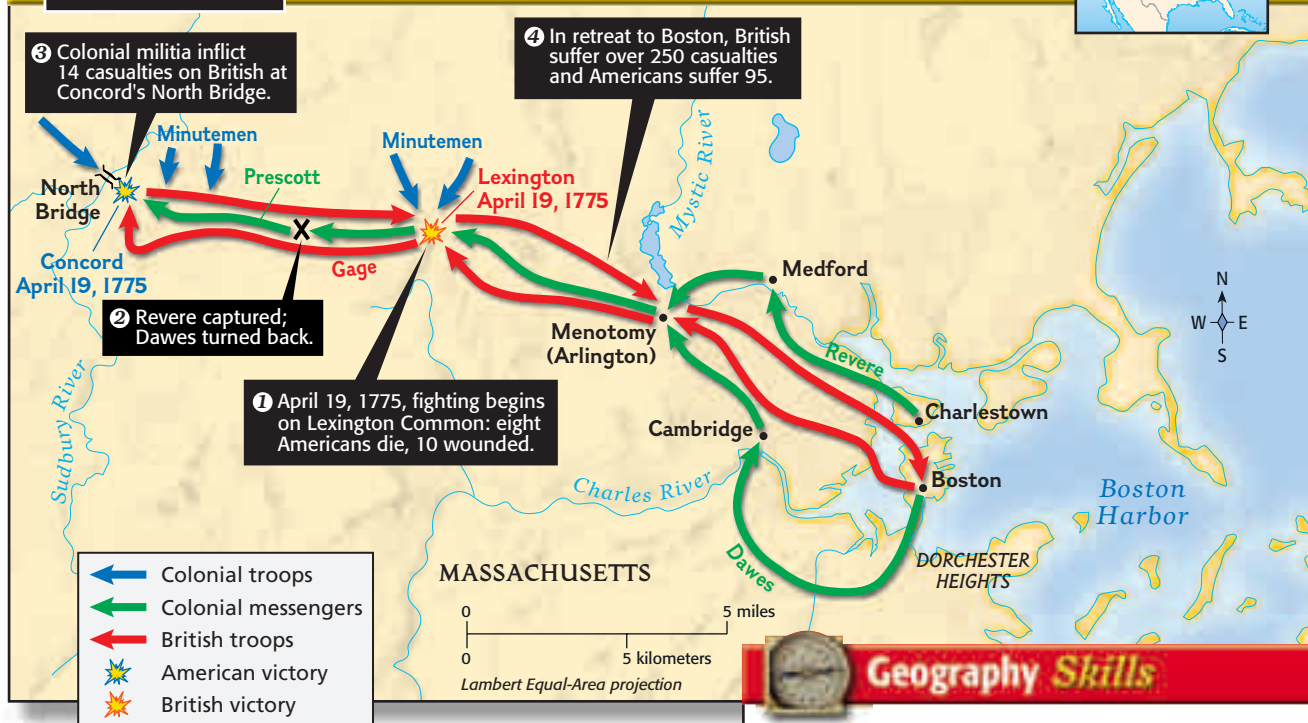 ❸ Colonial militia inflict
14 casualties on British at
Concord's North Bridge.
❹ In retreat to Boston, British
suffer over 250 casualties
and Americans suffer 95.
Minutemen
Minutemen
Prescott
Lexington
April 19, 1775
Mystic River
North
Bridge
Concord
April 19, 1775
Gage
Medford
N
W E
S
❷ Revere captured;
Dawes turned back.
Menotomy
(Arlington)
Revere
❶ April 19, 1775, fighting begins
on Lexington Common: eight
Americans die, 10 wounded.
Charlestown
Cambridge
Sudbury River
Charles River
Boston
Boston
Harbor
Dawes
DORCHESTER
HEIGHTS
MASSACHUSETTS
0 5 miles
0 5 kilometers
Lambert Equal-Area projection
Colonial troops
Colonial messengers
British troops
American victory
British victory
Geography Skills